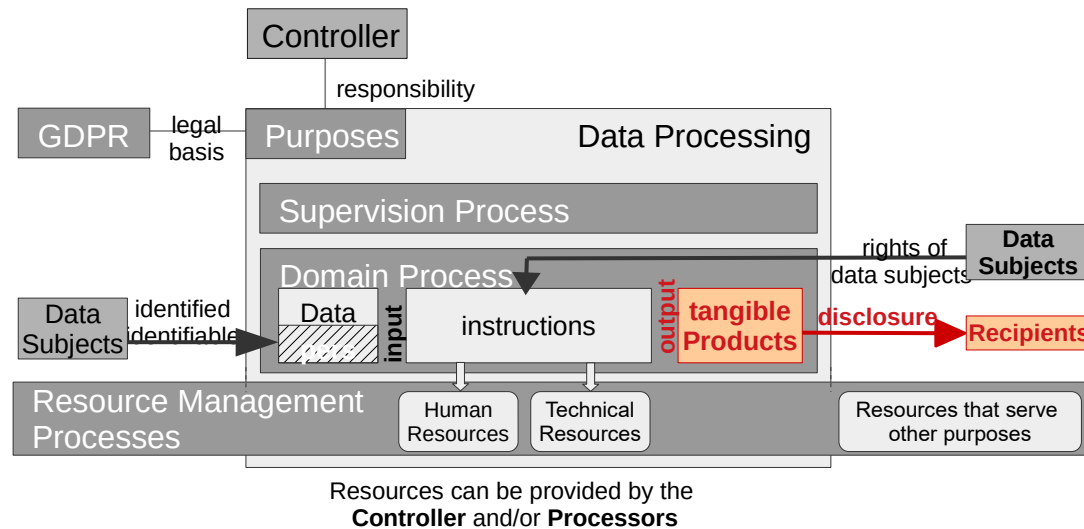 Controller
responsibility
GDPR
legal
basis
Purposes
Data Processing
Supervision Process
Domain Process
rights of
data subjects
Data
Subjects
Data
Subjects
identified
identifiable
Data
pers
input
instructions
output
tangible
Products
disclosure
Recipients
Resource Management
Processes
Human
Resources
Technical
Resources
Resources that serve
other purposes
Resources can be provided by the
Controller and/or Processors